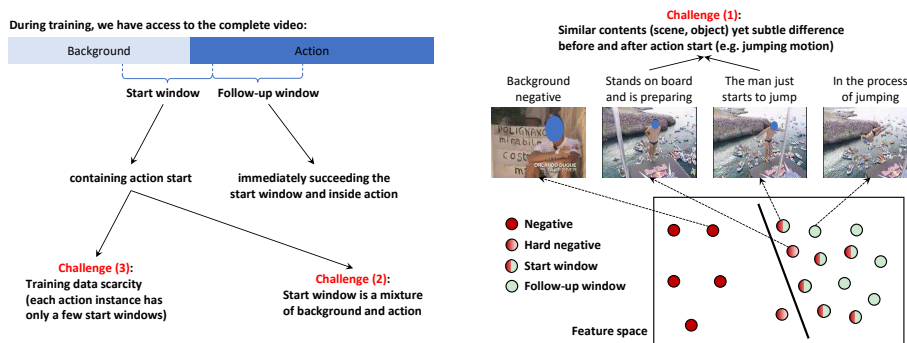 During training, we have access to the complete video:
Background
Action
Start window
Follow-up window
containing action start
immediately succeeding the
start window and inside action
Challenge (3):
Training data scarcity
(each action instance has
only a few start windows)
Challenge (2):
Start window is a mixture
of background and action
Challenge (1):
Similar contents (scene, object) yet subtle difference
before and after action start (e.g. jumping motion)
Background
negative
Stands on board
and is preparing
The man just
starts to jump
In the process
of jumping
POLIGNANO
mirabile
ORLANDO DUQUE
Negative
Hard negative
Start window
Follow-up window
Feature space